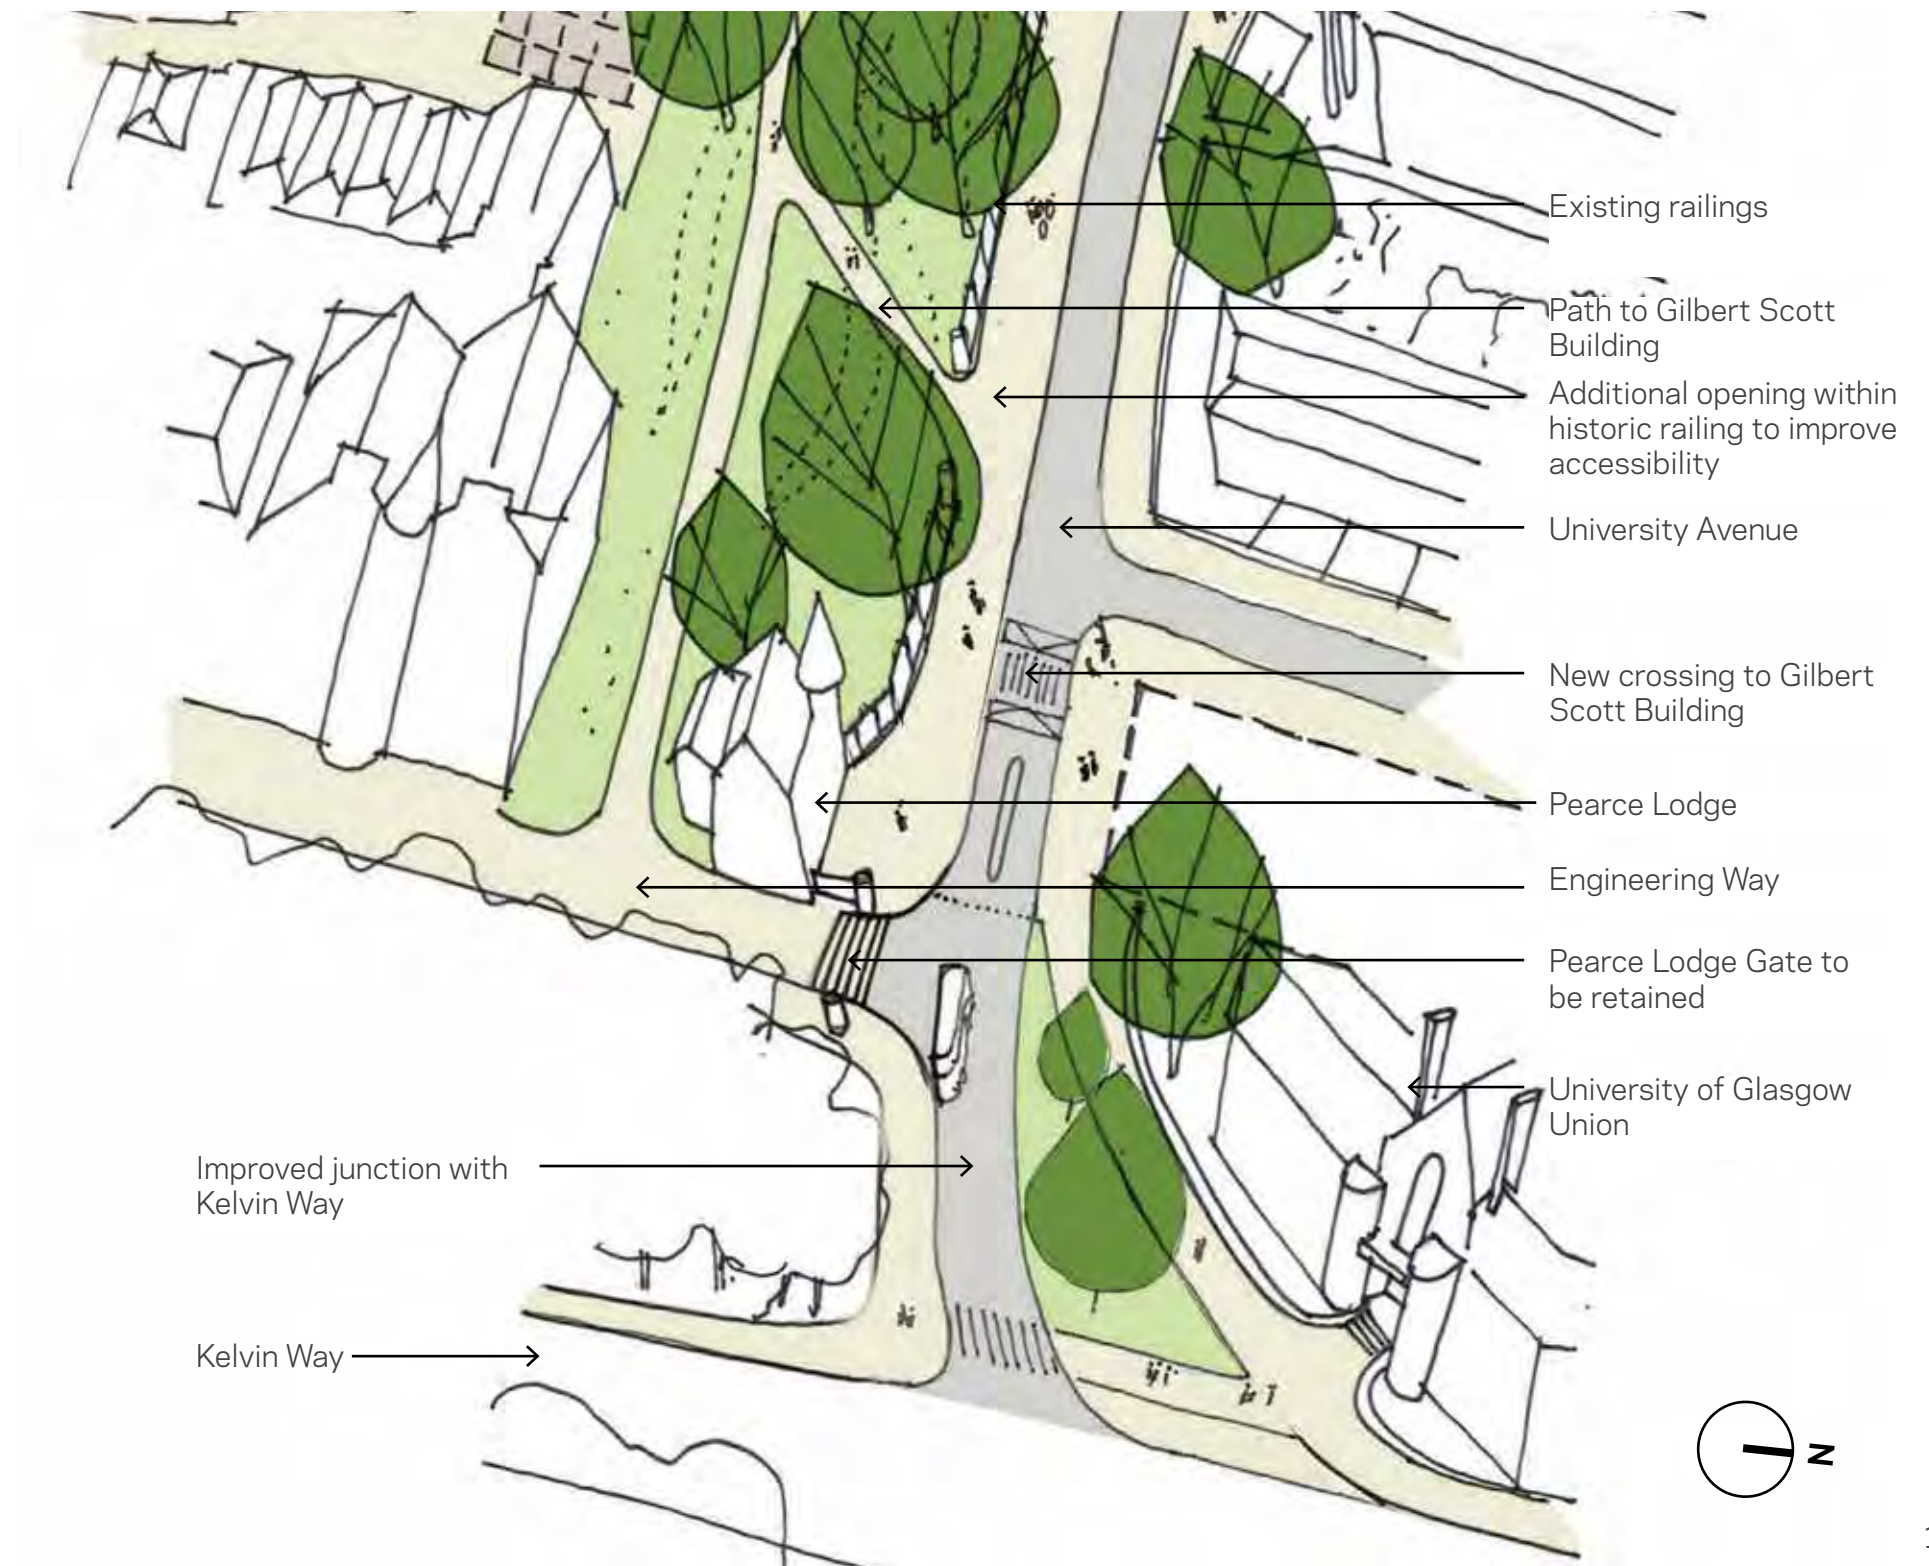 Existing railings
Path to Gilbert Scott
Building
Additional opening within
historic railing to improve
accessibility
University Avenue
New crossing to Gilbert
Scott Building
Pearce Lodge
Engineering Way
Pearce Lodge Gate to
be retained
University of Glasgow
Union
Improved junction with
Kelvin Way
Kelvin Way
N